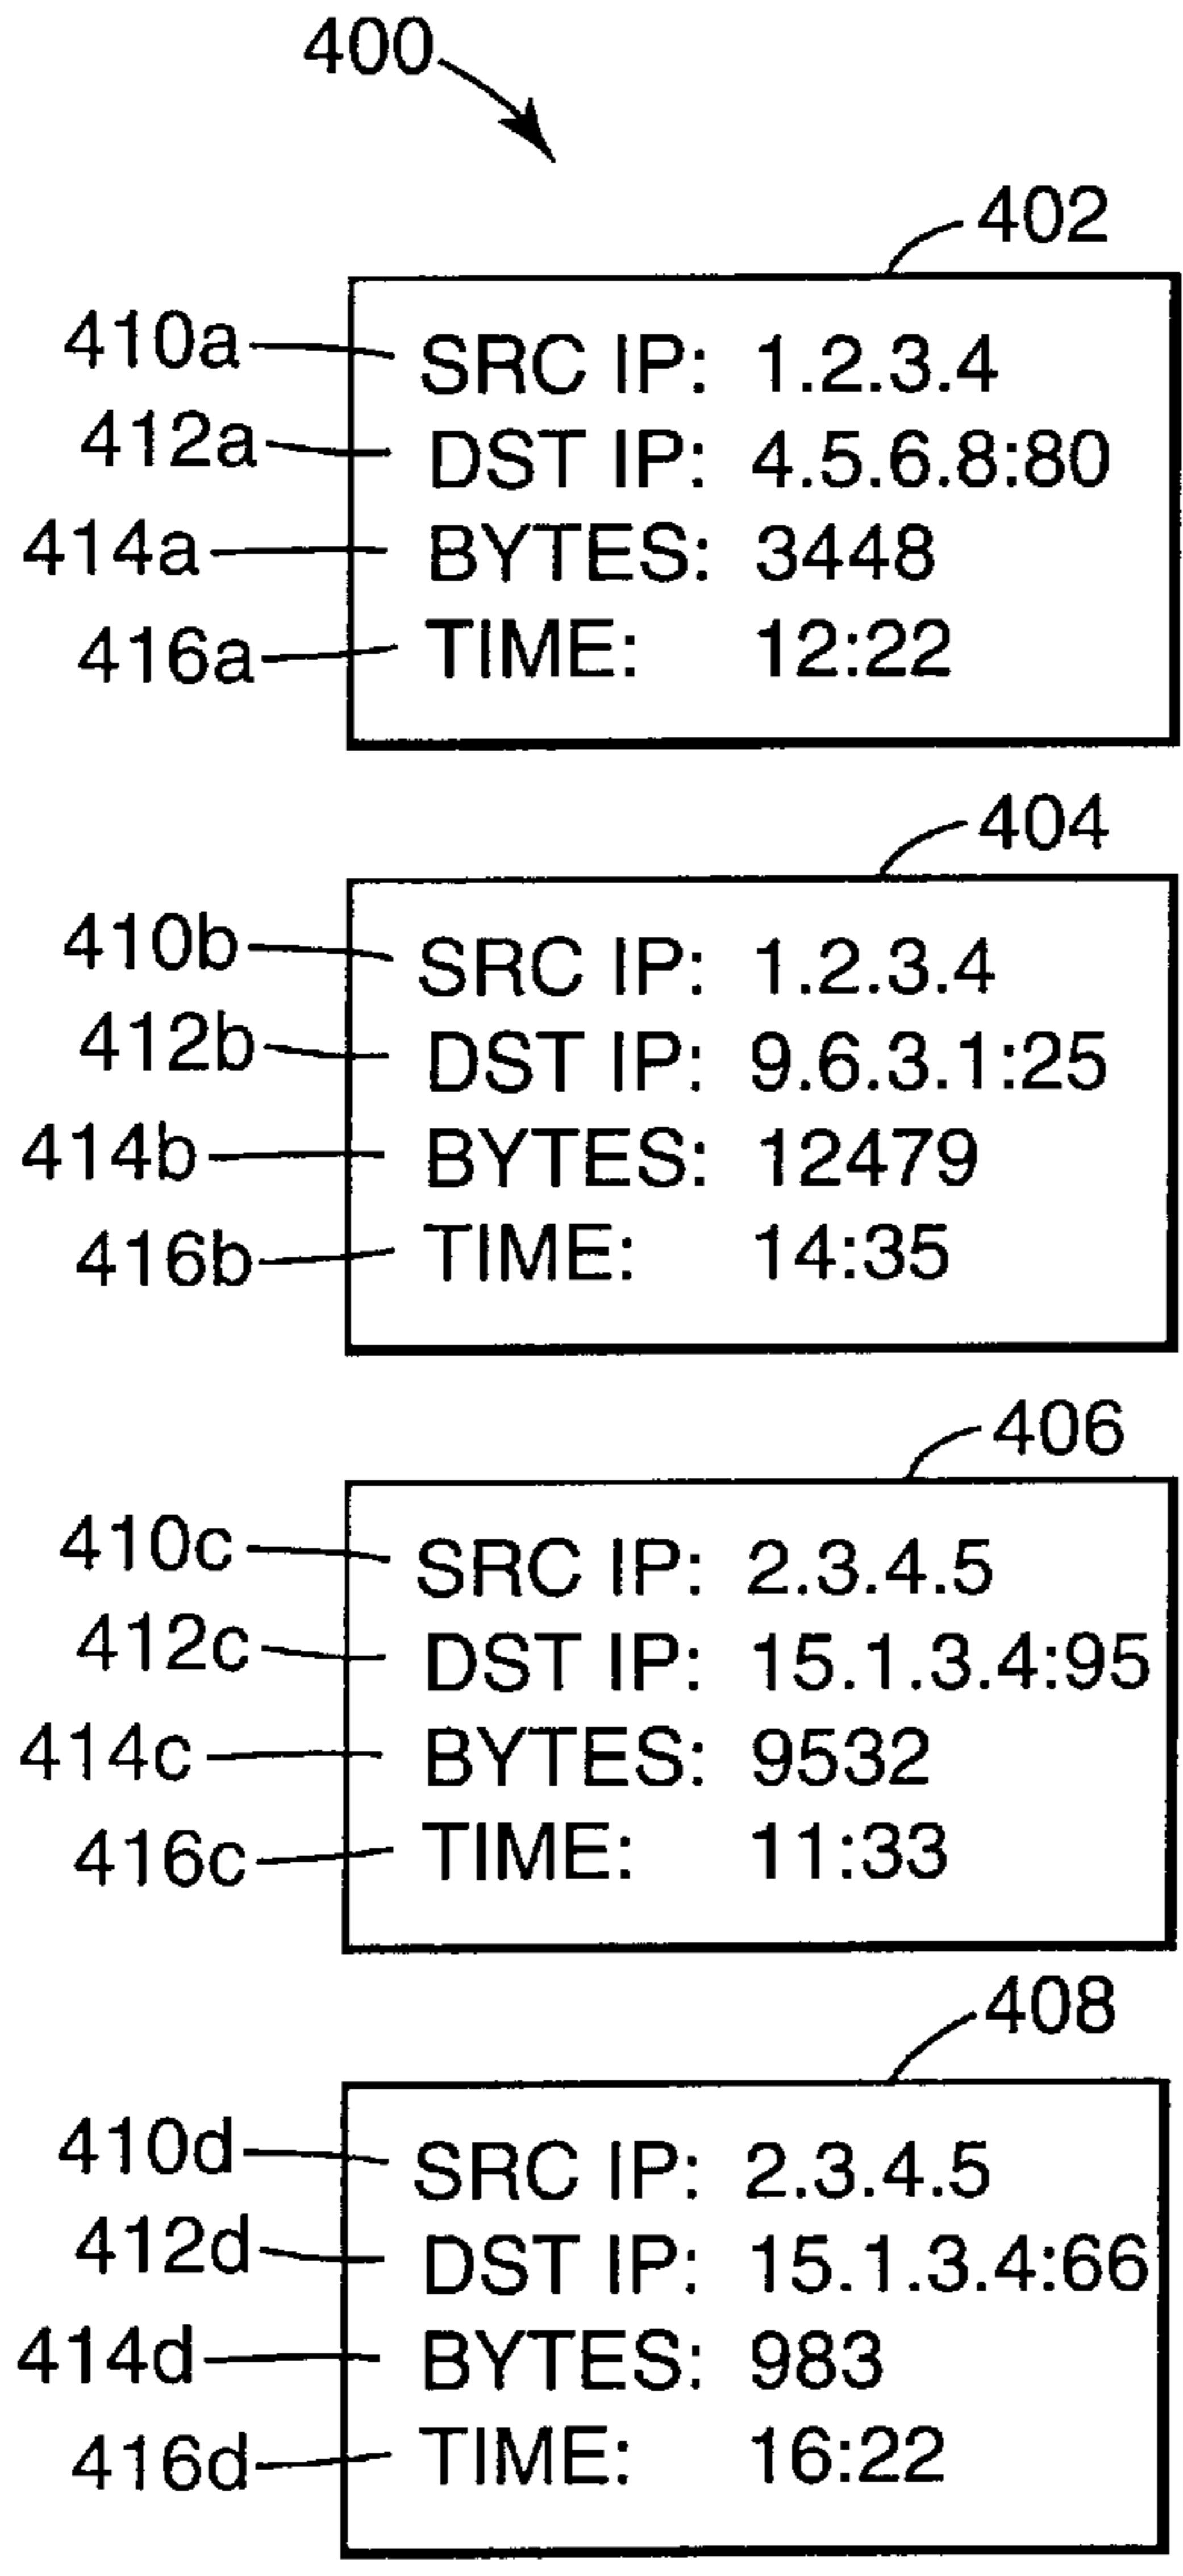 400
402
410a SRC IP: 1.2.3.4
412a DST IP: 4.5.6.8:80
414a BYTES: 3448
416a TIME: 12:22
404
410b SRC IP: 1.2.3.4
412b DST IP: 9.6.3.1:25
414b BYTES: 12479
416b TIME: 14:35
406
410c SRC IP: 2.3.4.5
412c DST IP: 15.1.3.4:95
414c BYTES: 9532
416c TIME: 11:33
408
410d SRC IP: 2.3.4.5
412d DST IP: 15.1.3.4:66
414d BYTES: 983
416d TIME: 16:22